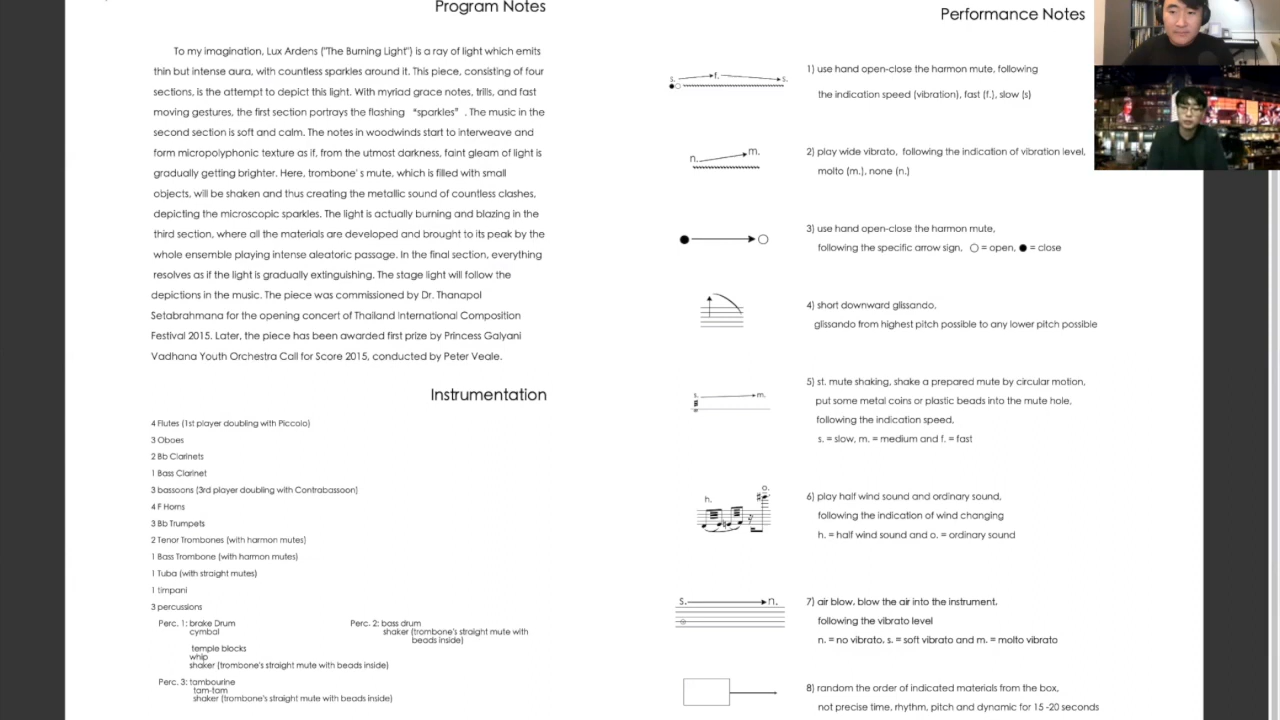 Program Notes
To my imagination, Lux Ardens ("The Burning Light") is a ray of light which emits
thin but intense aura, with countless sparkles around it. This piece, consisting of four
sections, is the attempt to depict this light. With myriad grace notes, trills, and fast
moving gestures, the first section portrays the flashing “sparkles” . The music in the
second section is soft and calm. The notes in woodwinds start to interweave and
form micropolyphonic texture as if, from the utmost darkness, faint gleam of light is
gradually getting brighter. Here, trombone' s mute, which is filled with small
objects, will be shaken and thus creating the metallic sound of countless clashes,
depicting the microscopic sparkles. The light is actually burning and blazing in the
third section, where all the materials are developed and brought to its peak by the
whole ensemble playing intense aleatoric passage. In the final section, everything
resolves as if the light is gradually extinguishing. The stage light will follow the
depictions in the music. The piece was commissioned by Dr. Thanapol
Setabrahmana for the opening concert of Thailand International Composition
Festival 2015. Later, the piece has been awarded first prize by Princess Galyani
Vadhana Youth Orchestra Call for Score 2015, conducted by Peter Veale.
Instrumentation
4 Flutes (1st player doubling with Piccolo)
3 Oboes
2 Bb Clarinets
1 Bass Clarinet
3 bassoons (3rd player doubling with Contrabassoon)
4 F Horns
3 Bb Trumpets
2 Tenor Trombones (with harmon mutes)
1 Bass Trombone (with harmon mutes)
1 Tuba (with straight mutes)
1 timpani
3 percussions
Perc. 1: brake Drum
cymbal
temple blocks
whip
shaker (trombone's straight mute with beads inside)
Perc. 2: bass drum
shaker (trombone's straight mute with
beads inside)
Perc. 3: tambourine
tam-tam
shaker (trombone's straight mute with beads inside)
Performance Notes
s. f. s.
1) use hand open-close the harmon mute, following
the indication speed (vibration), fast (f.), slow (s)
n. m.
2) play wide vibrato, following the indication of vibration level,
molto (m.), none (n.)
3) use hand open-close the harmon mute,
following the specific arrow sign, ○ = open, ● = close
4) short downward glissando,
glissando from highest pitch possible to any lower pitch possible
s. m.
5) st. mute shaking, shake a prepared mute by circular motion,
put some metal coins or plastic beads into the mute hole,
following the indication speed,
s. = slow, m. = medium and f. = fast
h. o.
6) play half wind sound and ordinary sound,
following the indication of wind changing
h. = half wind sound and o. = ordinary sound
s. n.
7) air blow, blow the air into the instrument,
following the vibrato level
n. = no vibrato, s. = soft vibrato and m. = molto vibrato
8) random the order of indicated materials from the box,
not precise time, rhythm, pitch and dynamic for 15 -20 seconds